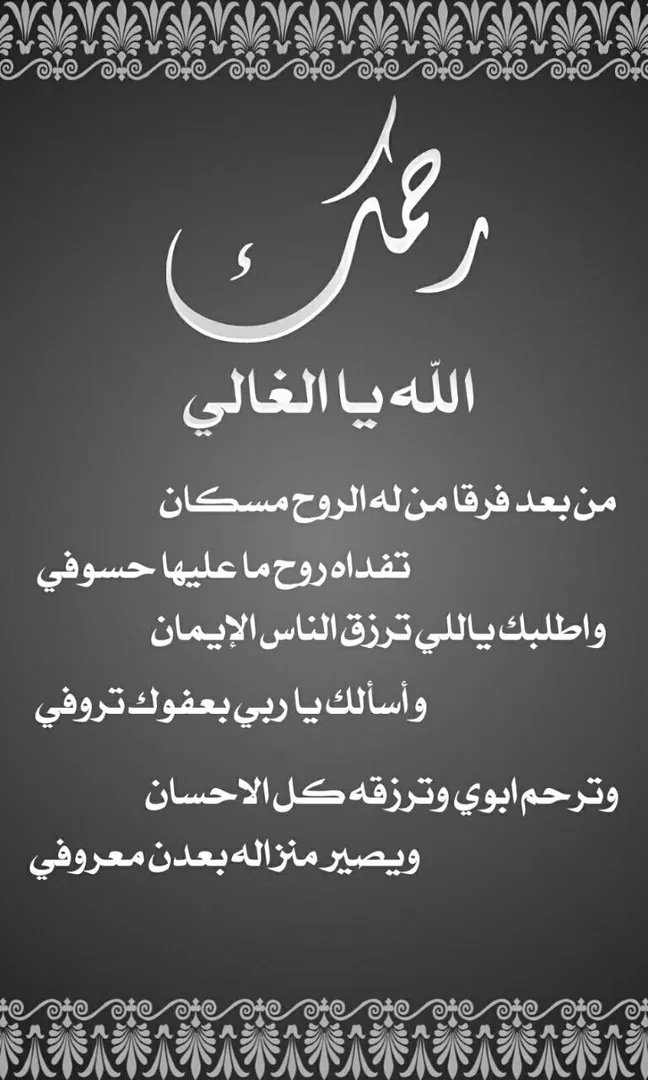 رحمك
الله يا الغالي
من بعد فرقا من له الروح مسكان
تفداه روح ما عليها حسوفي
واطلبك ياللي ترزق الناس الإيمان
وأسألك يا ربي بعفوك تروفي
وترحم ابوي وترزقه كل الاحسان
ويصير منزاله بعدن معروفي